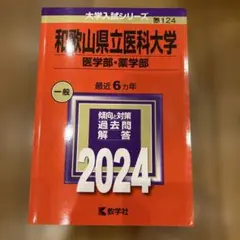 大学入試シリーズ
124
和歌山県立医科大学
医学部・薬学部
一般
最近6カ年
傾向と対策
過去問
解答
2024
教学社